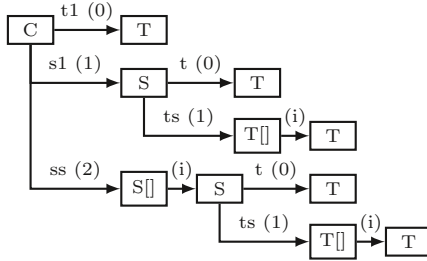 t1 (0)
C T
s1 (1) t (0)
S T
ts (1) (i)
T[] T
ss (2) (i) t (0)
S[] S T
ts (1) (i)
T[] T